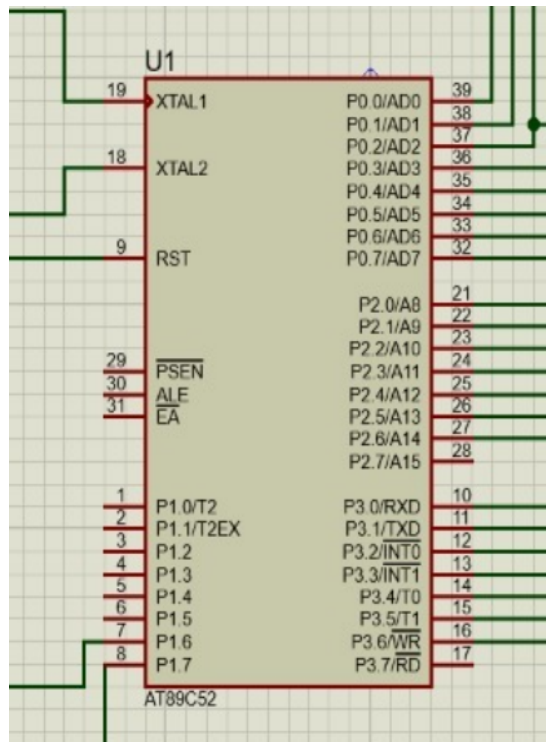 U1
19 XTAL1 P0.0/AD0 39
P0.1/AD1 38
P0.2/AD2 37
18 XTAL2 P0.3/AD3 36
P0.4/AD4 35
P0.5/AD5 34
P0.6/AD6 33
9 RST P0.7/AD7 32
P2.0/A8 21
P2.1/A9 22
P2.2/A10 23
29 PSEN P2.3/A11 24
30 ALE P2.4/A12 25
31 EA P2.5/A13 26
P2.6/A14 27
P2.7/A15 28
1 P1.0/T2 P3.0/RXD 10
2 P1.1/T2EX P3.1/TXD 11
3 P1.2 P3.2/INT0 12
4 P1.3 P3.3/INT1 13
5 P1.4 P3.4/T0 14
6 P1.5 P3.5/T1 15
7 P1.6 P3.6/WR 16
8 P1.7 P3.7/RD 17
AT89C52